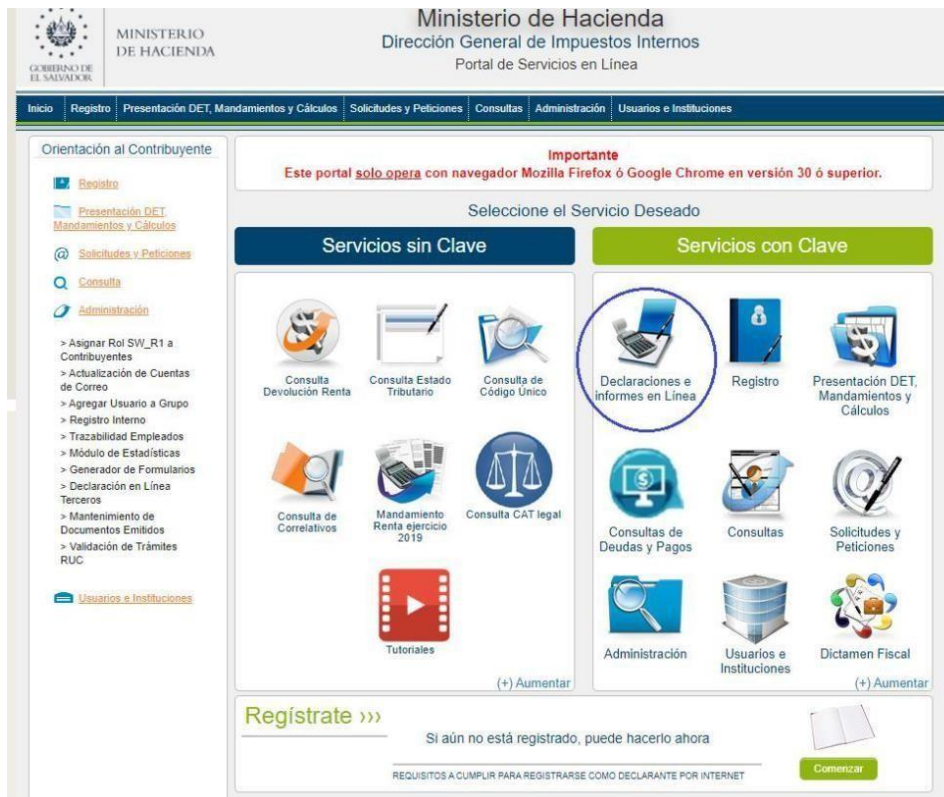 GOBIERNO DE
EL SALVADOR
MINISTERIO
DE HACIENDA
Ministerio de Hacienda
Dirección General de Impuestos Internos
Portal de Servicios en Línea
Inicio Registro Presentación DET, Mandamientos y Cálculos Solicitudes y Peticiones Consultas Administración Usuarios e Instituciones
Orientación al Contribuyente
Registro
Presentación DET,
Mandamientos y Cálculos
Solicitudes y Peticiones
Consulta
Administración
> Asignar Rol SW_R1 a
Contribuyentes
> Actualización de Cuentas
de Correo
> Agregar Usuario a Grupo
> Registro Interno
> Trazabilidad Empleados
> Módulo de Estadísticas
> Generador de Formularios
> Declaración en Línea
Terceros
> Mantenimiento de
Documentos Emitidos
> Validación de Trámites
RUC
Usuarios e Instituciones
Importante
Este portal solo opera con navegador Mozilla Firefox ó Google Chrome en versión 30 ó superior.
Seleccione el Servicio Deseado
Servicios sin Clave
Consulta
Devolución Renta
Consulta Estado
Tributario
Consulta de
Código Único
Consulta de
Correlativos
Mandamiento
Renta ejercicio
2019
Consulta CAT legal
Tutoriales
(+) Aumentar
Servicios con Clave
Declaraciones e
informes en Línea
Registro
Presentación DET,
Mandamientos y
Cálculos
Consultas de
Deudas y Pagos
Consultas
Solicitudes y
Peticiones
Administración
Usuarios e
Instituciones
Dictamen Fiscal
(+) Aumentar
Regístrate ›››
Si aún no está registrado, puede hacerlo ahora
REQUISITOS A CUMPLIR PARA REGISTRARSE COMO DECLARANTE POR INTERNET
Comenzar